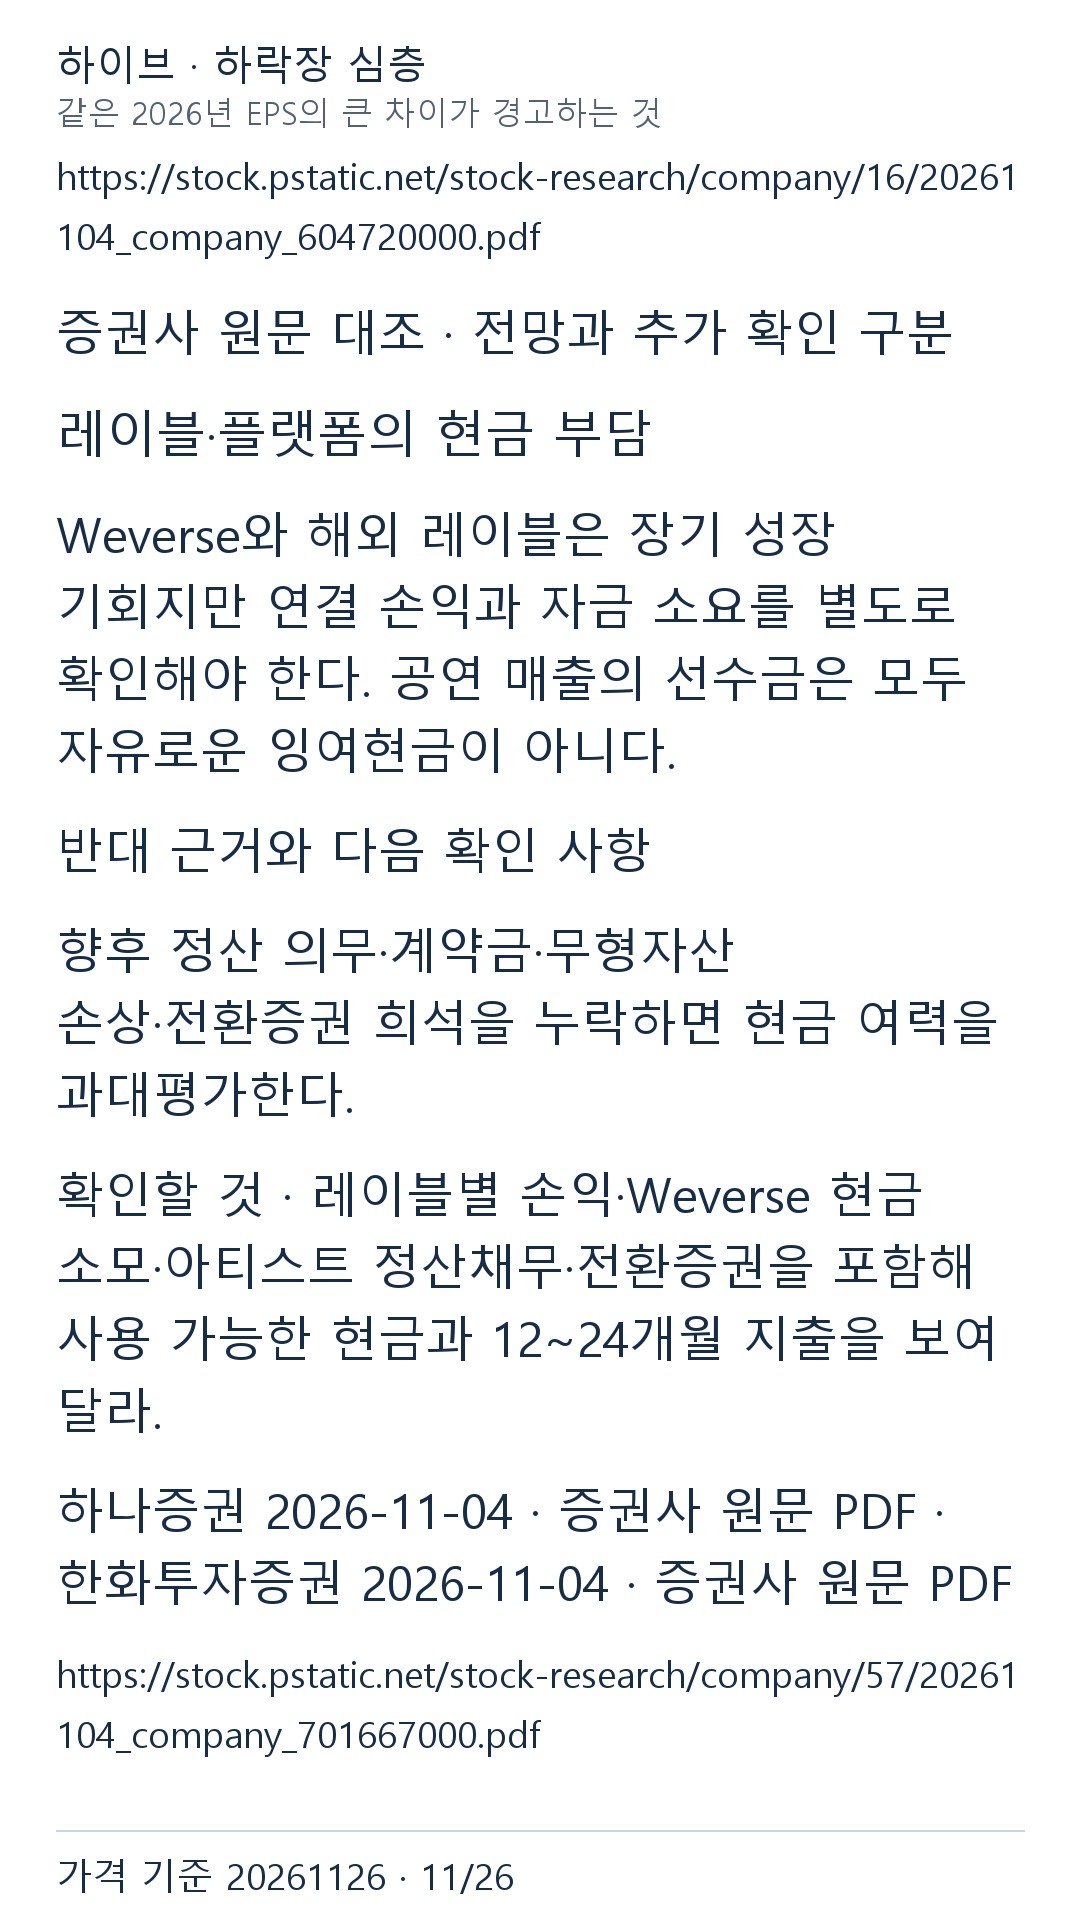 하이브 · 하락장 심층
같은 2026년 EPS의 큰 차이가 경고하는 것
https://stock.pstatic.net/stock-research/company/16/20261
104_company_604720000.pdf
증권사 원문 대조 · 전망과 추가 확인 구분
레이블·플랫폼의 현금 부담
Weverse와 해외 레이블은 장기 성장
기회지만 연결 손익과 자금 소요를 별도로
확인해야 한다. 공연 매출의 선수금은 모두
자유로운 잉여현금이 아니다.
반대 근거와 다음 확인 사항
향후 정산 의무·계약금·무형자산
손상·전환증권 희석을 누락하면 현금 여력을
과대평가한다.
확인할 것 · 레이블별 손익·Weverse 현금
소모·아티스트 정산채무·전환증권을 포함해
사용 가능한 현금과 12~24개월 지출을 보여
달라.
하나증권 2026-11-04 · 증권사 원문 PDF ·
한화투자증권 2026-11-04 · 증권사 원문 PDF
https://stock.pstatic.net/stock-research/company/57/20261
104_company_701667000.pdf
가격 기준 20261126 · 11/26